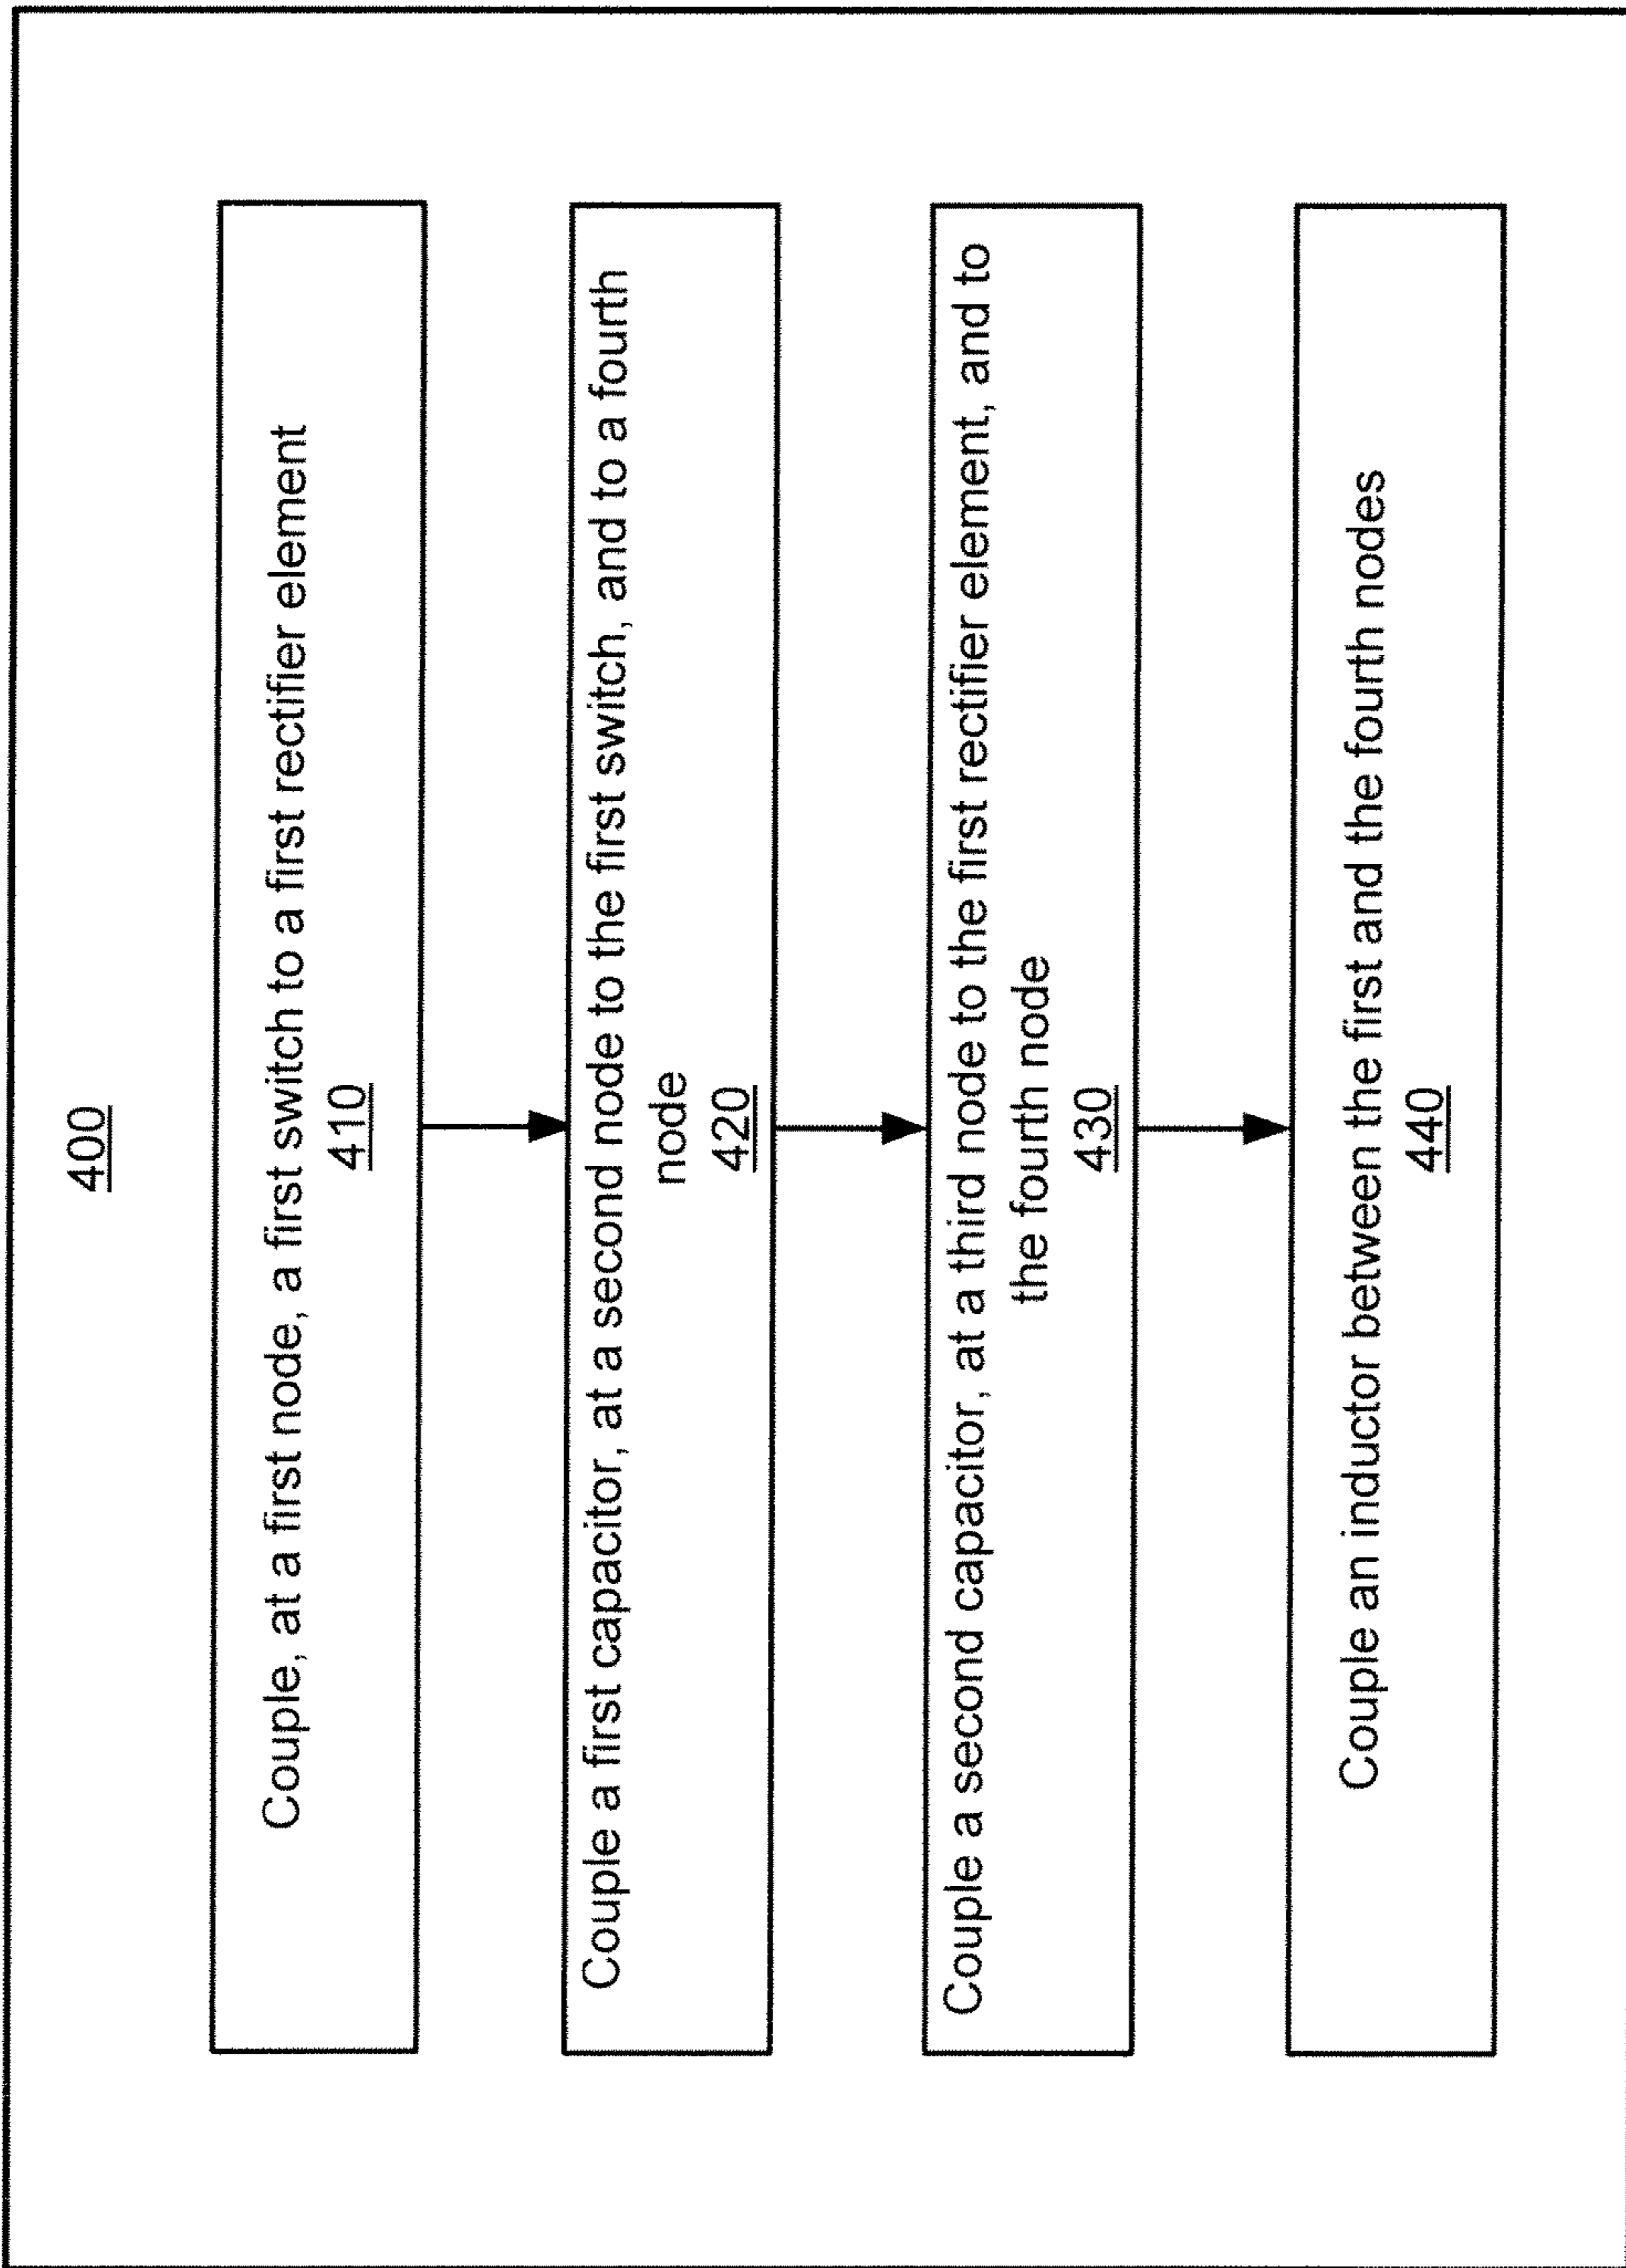 400
Couple, at a first node, a first switch to a first rectifier element
410
Couple a first capacitor, at a second node to the first switch, and to a fourth
node
420
Couple a second capacitor, at a third node to the first rectifier element, and to
the fourth node
430
Couple an inductor between the first and the fourth nodes
440